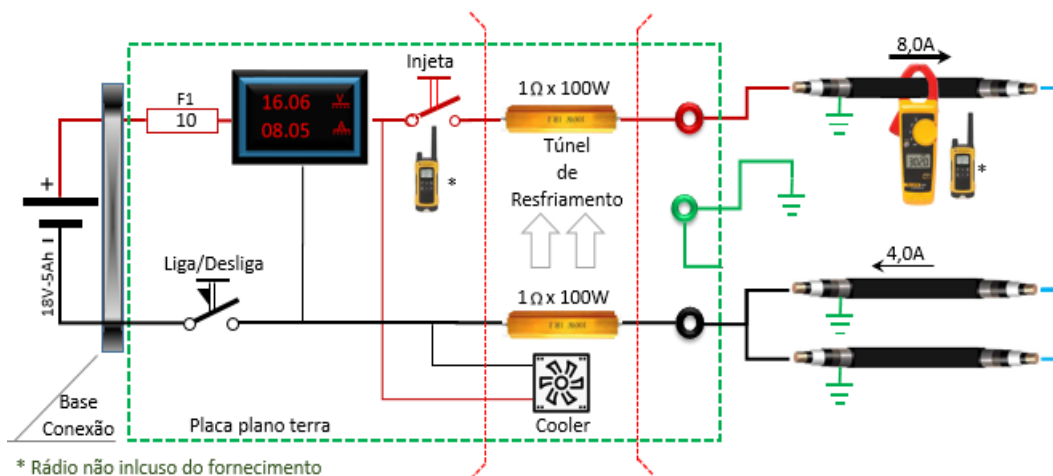 Injeta
8,0A
F1
10
16.06 V
08.05 A
1Ω x 100W
Túnel
de
Resfriamento
*
*
+
18V-5Ah
Liga/Desliga
4,0A
1Ω x 100W
Base
Conexão
Placa plano terra
Cooler
* Rádio não inlcuso do fornecimento